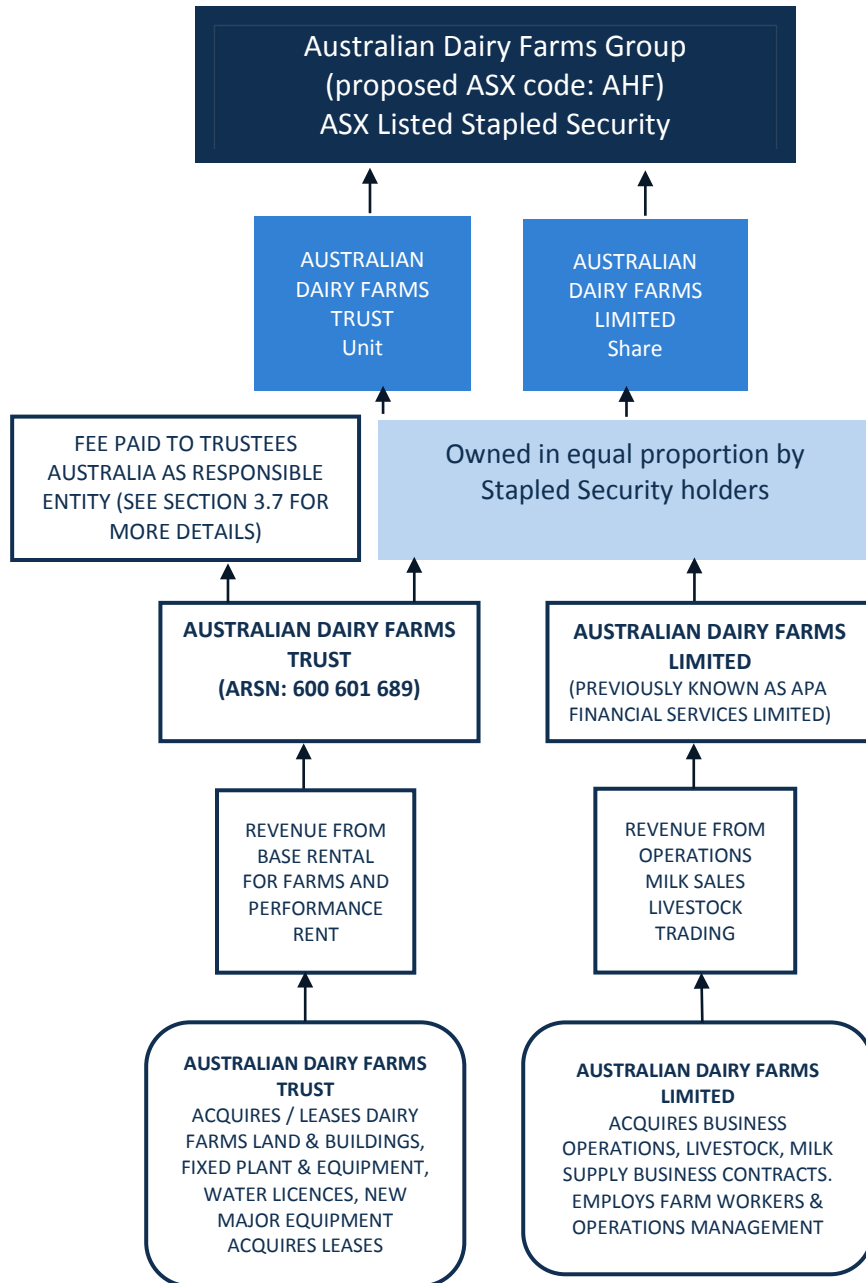 Australian Dairy Farms Group
(proposed ASX code: AHF)
ASX Listed Stapled Security
AUSTRALIAN
DAIRY FARMS
TRUST
Unit
AUSTRALIAN
DAIRY FARMS
LIMITED
Share
FEE PAID TO TRUSTEES
AUSTRALIA AS RESPONSIBLE
ENTITY (SEE SECTION 3.7 FOR
MORE DETAILS)
Owned in equal proportion by
Stapled Security holders
AUSTRALIAN DAIRY FARMS
TRUST
(ARSN: 600 601 689)
AUSTRALIAN DAIRY FARMS
LIMITED
(PREVIOUSLY KNOWN AS APA
FINANCIAL SERVICES LIMITED)
REVENUE FROM
BASE RENTAL
FOR FARMS AND
PERFORMANCE
RENT
REVENUE FROM
OPERATIONS
MILK SALES
LIVESTOCK
TRADING
AUSTRALIAN DAIRY FARMS
TRUST
ACQUIRES / LEASES DAIRY
FARMS LAND & BUILDINGS,
FIXED PLANT & EQUIPMENT,
WATER LICENCES, NEW
MAJOR EQUIPMENT
ACQUIRES LEASES
AUSTRALIAN DAIRY FARMS
LIMITED
ACQUIRES BUSINESS
OPERATIONS, LIVESTOCK, MILK
SUPPLY BUSINESS CONTRACTS.
EMPLOYS FARM WORKERS &
OPERATIONS MANAGEMENT